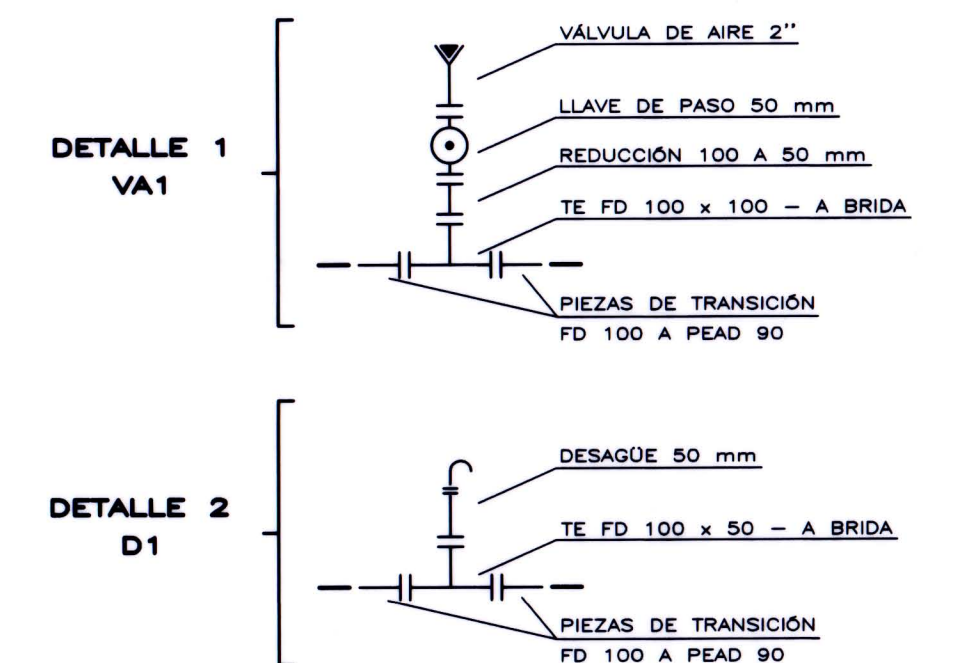 DETALLE 1
VA1
VÁLVULA DE AIRE 2''
LLAVE DE PASO 50 mm
REDUCCIÓN 100 A 50 mm
TE FD 100 x 100 — A BRIDA
PIEZAS DE TRANSICIÓN
FD 100 A PEAD 90
DETALLE 2
D1
DESAGÜE 50 mm
TE FD 100 x 50 — A BRIDA
PIEZAS DE TRANSICIÓN
FD 100 A PEAD 90